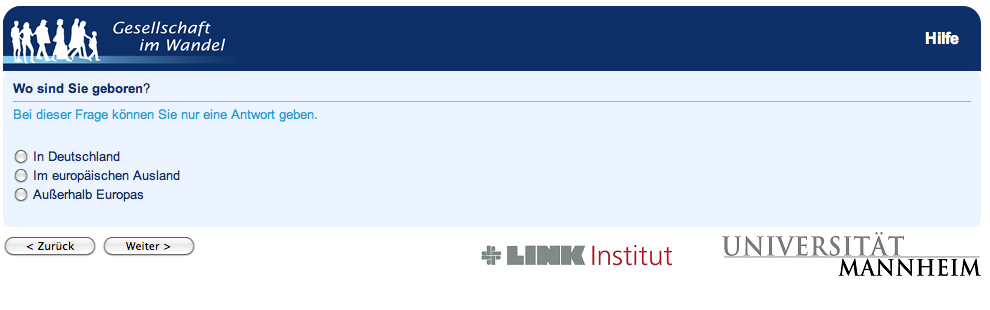 Gesellschaft
im Wandel
Hilfe
Wo sind Sie geboren?
Bei dieser Frage können Sie nur eine Antwort geben.
In Deutschland
Im europäischen Ausland
Außerhalb Europas
< Zurück
Weiter >
LINK Institut
UNIVERSITÄT
MANNHEIM